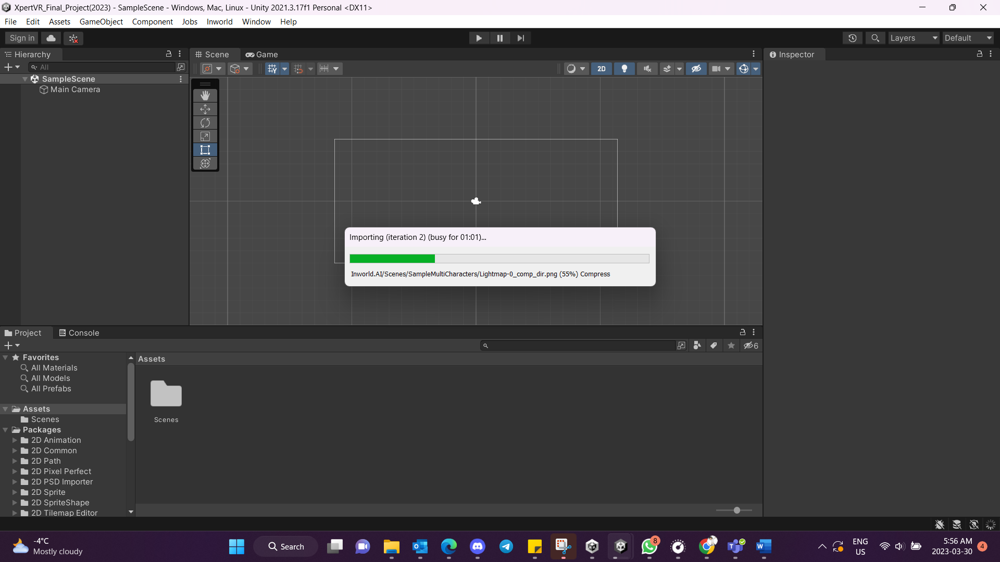 XpertVR_Final_Project(2023) - SampleScene - Windows, Mac, Linux - Unity 2021.3.17f1 Personal <DX11>
File Edit Assets GameObject Component Jobs Inworld Window Help
Sign in
Layers
Default
Hierarchy
Scene
Game
Inspector
All
2D
SampleScene
Main Camera
Importing (iteration 2) (busy for 01:01)...
Inworld.AI/Scenes/SampleMultiCharacters/Lightmap-0_comp_dir.png (55%) Compress
Project
Console
6
Favorites
All Materials
All Models
All Prefabs
Assets
Scenes
Packages
2D Animation
2D Common
2D Path
2D Pixel Perfect
2D PSD Importer
2D Sprite
2D SpriteShape
2D Tilemap Editor
Assets
Scenes
-4°C
Mostly cloudy
Search
8
ENG
US
5:56 AM
2023-03-30
4